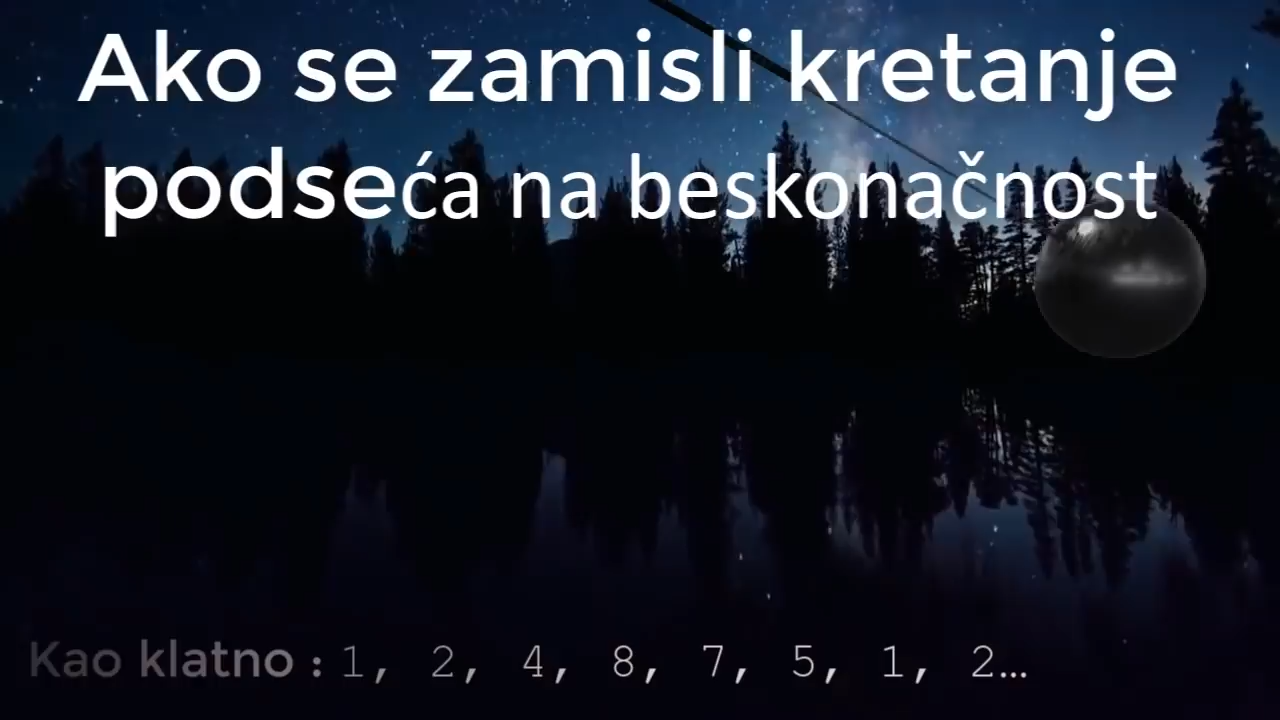 Ako se zamisli kretanje
podseća na beskonačnost
Kao klatno : 1, 2, 4, 8, 7, 5, 1, 2…